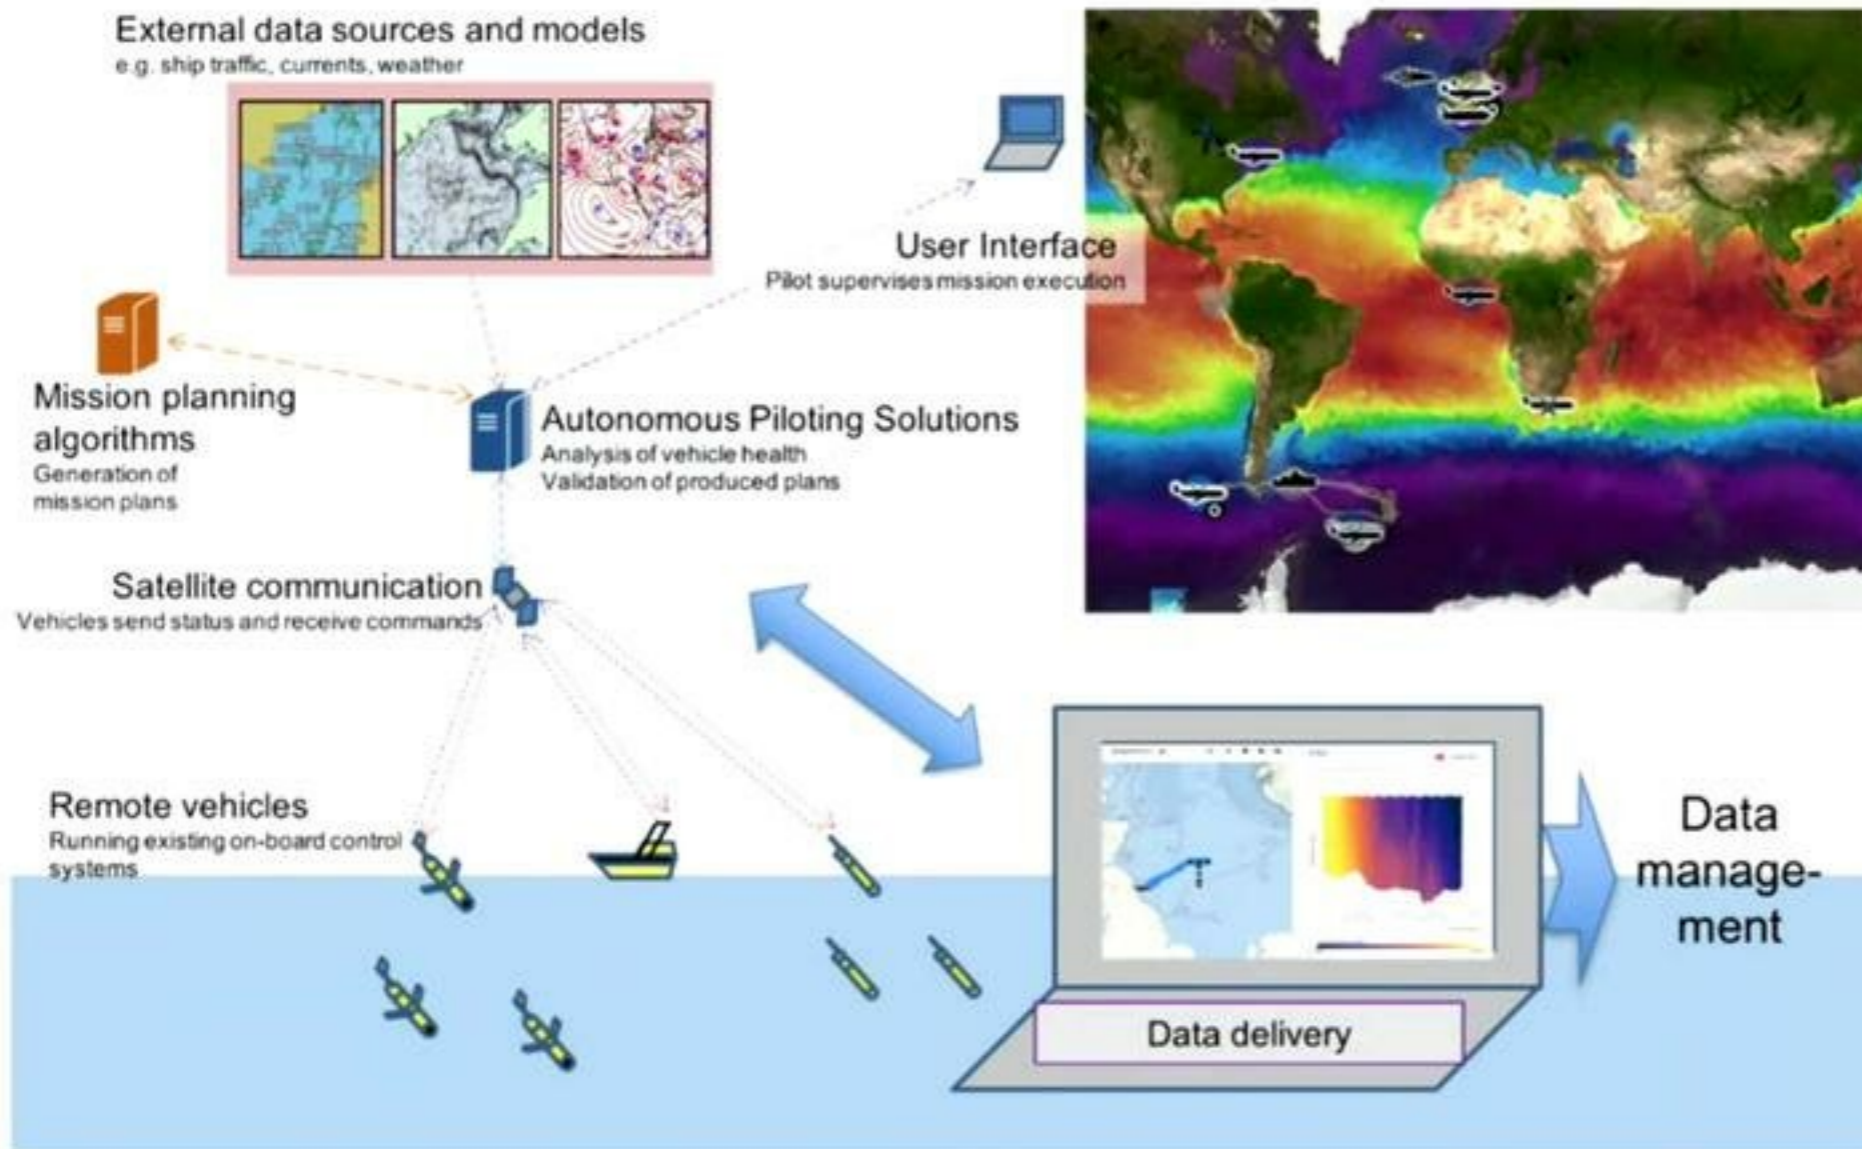 External data sources and models
e.g. ship traffic, currents, weather
User Interface
Pilot supervises mission execution
Mission planning
algorithms
Generation of
mission plans
Autonomous Piloting Solutions
Analysis of vehicle health
Validation of produced plans
Satellite communication
Vehicles send status and receive commands
Remote vehicles
Running existing on-board control
systems
Data
manage-
ment
Data delivery